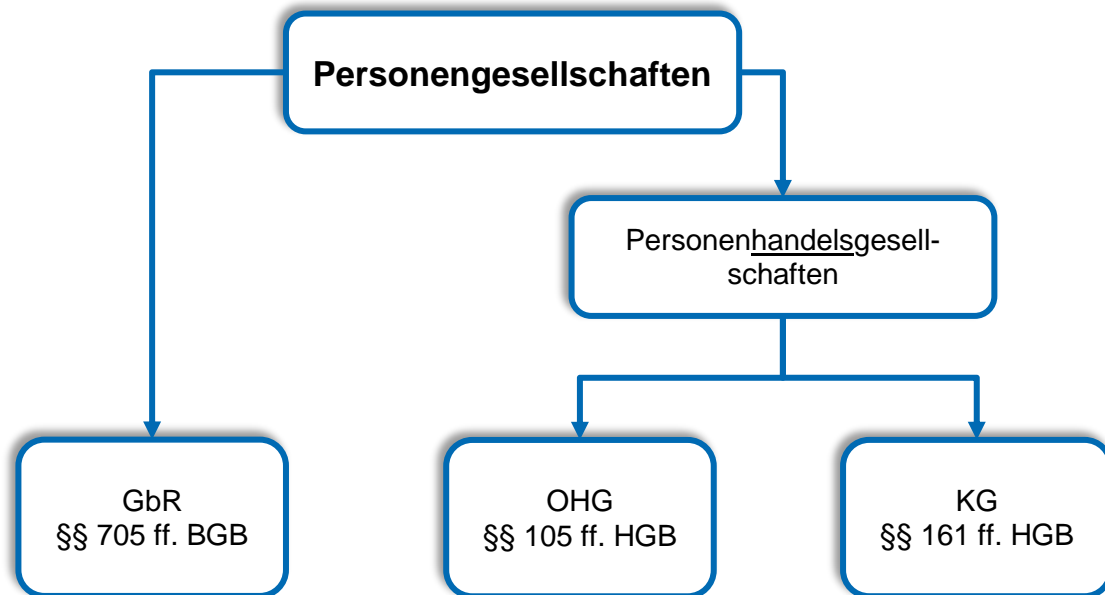 Personengesellschaften
Personenhandelsgesell-
schaften
GbR
§§ 705 ff. BGB
OHG
§§ 105 ff. HGB
KG
§§ 161 ff. HGB